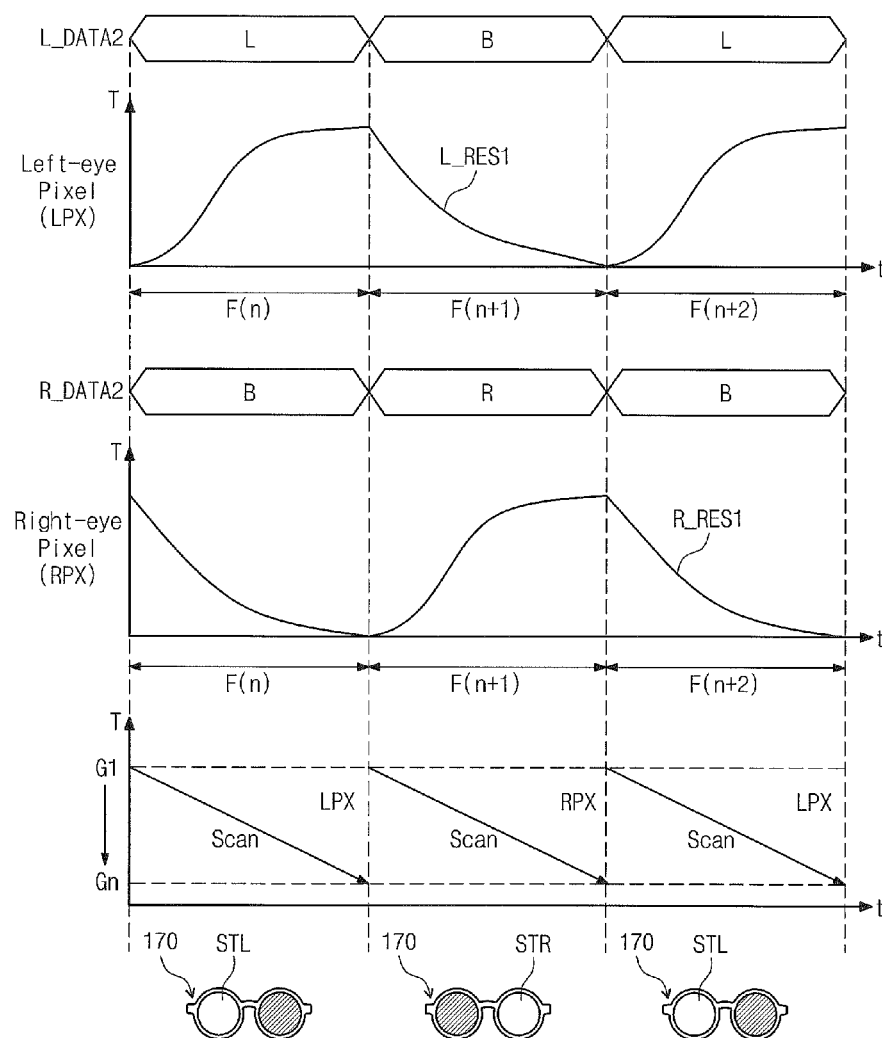 L_DATA2 L B L
T
Left-eye
Pixel
(LPX)
L_RES1
t
F(n) F(n+1) F(n+2)
R_DATA2 B R B
T
Right-eye
Pixel
(RPX)
R_RES1
t
F(n) F(n+1) F(n+2)
T
G1
LPX RPX LPX
Scan Scan Scan
Gn
t
170 STL 170 STR 170 STL